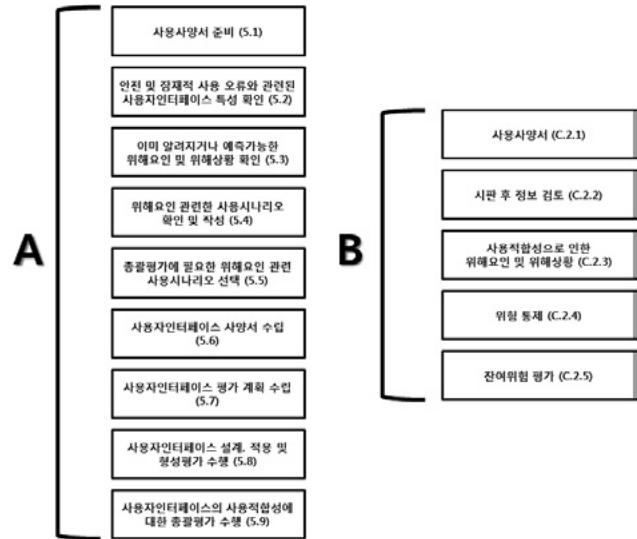 A
사용사양서 준비 (5.1)
안전 및 잠재적 사용 오류와 관련된
사용자인터페이스 특성 확인 (5.2)
이미 알려지거나 예측가능한
위해요인 및 위해상황 확인 (5.3)
위해요인 관련한 사용시나리오
확인 및 작성 (5.4)
총괄평가에 필요한 위해요인 관련
사용시나리오 선택 (5.5)
사용자인터페이스 사양서 수립
(5.6)
사용자인터페이스 평가 계획 수립
(5.7)
사용자인터페이스 설계, 적용 및
형성평가 수행 (5.8)
사용자인터페이스의 사용적합성에
대한 총괄평가 수행 (5.9)
B
사용사양서 (C.2.1)
시판 후 정보 검토 (C.2.2)
사용적합성으로 인한
위해요인 및 위해상황 (C.2.3)
위험 통제 (C.2.4)
잔여위험 평가 (C.2.5)